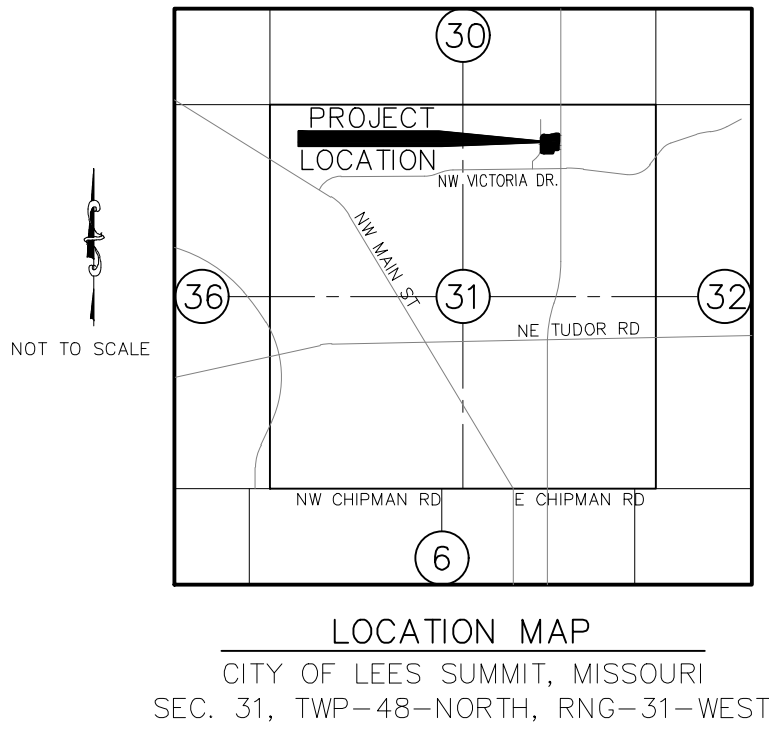 30
PROJECT
LOCATION
NW VICTORIA DR.
NW MAIN ST
36
31
32
NE TUDOR RD
NOT TO SCALE
NW CHIPMAN RD
E CHIPMAN RD
6
LOCATION MAP
CITY OF LEES SUMMIT, MISSOURI
SEC. 31, TWP-48-NORTH, RNG-31-WEST